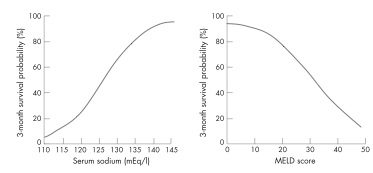 3-month survival probability (%)
100
80
60
40
20
0
110 115 120 125 130 135 140 145
Serum sodium (mEq/l)
3-month survival probability (%)
100
80
60
40
20
0
0 10 20 30 40 50
MELD score